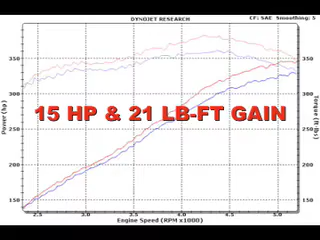 DYNOJET RESEARCH
CF: SAE Smoothing: 5
Power (hp)
350
300
250
200
150
15 HP & 21 LB-FT GAIN
350
300
250
200
150
Torque (ft-lbs)
2.5
3.0
3.5
4.0
4.5
5.0
Engine Speed (RPM x1000)